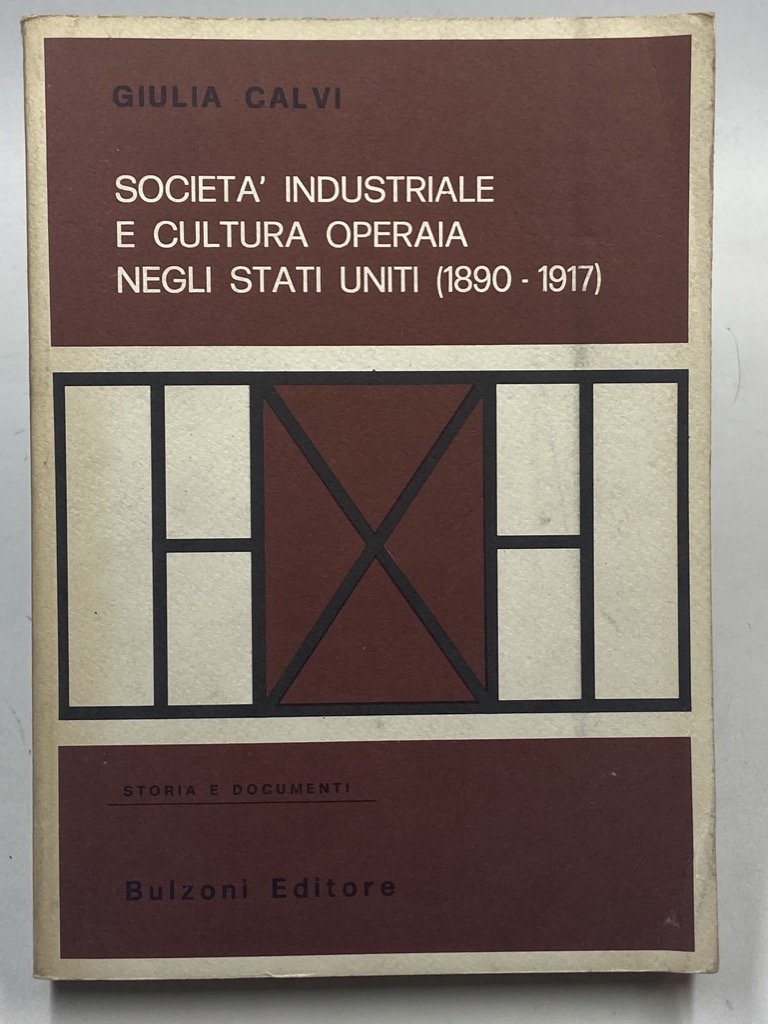 GIULIA CALVI
SOCIETA' INDUSTRIALE
E CULTURA OPERAIA
NEGLI STATI UNITI (1890 - 1917)
STORIA E DOCUMENTI
Bulzoni Editore